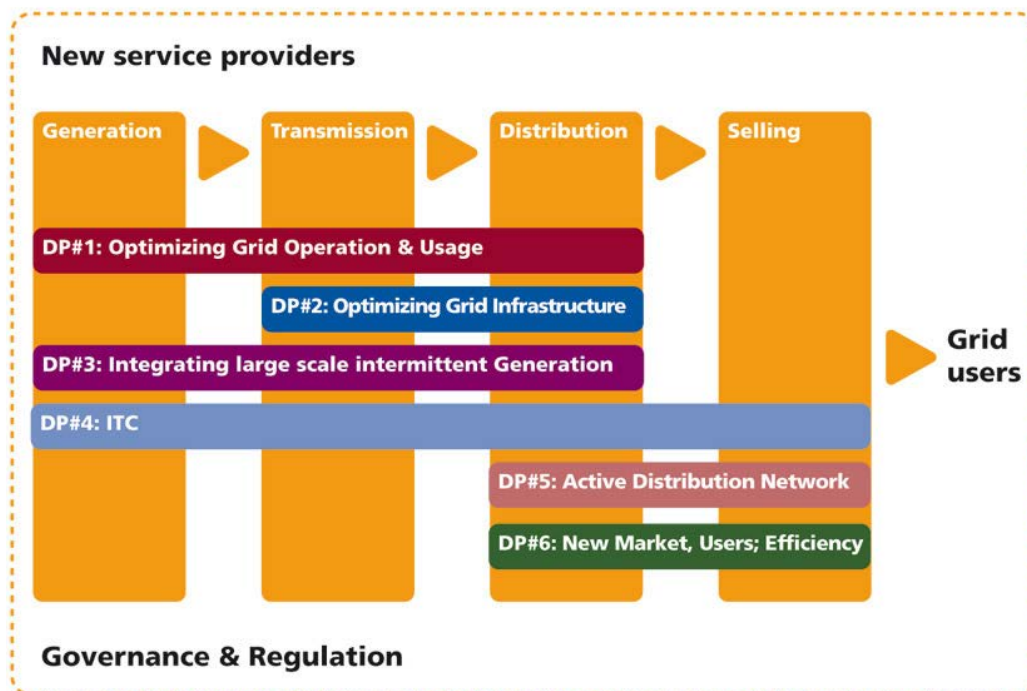 New service providers
Generation
Transmission
Distribution
Selling
DP#1: Optimizing Grid Operation & Usage
DP#2: Optimizing Grid Infrastructure
DP#3: Integrating large scale intermittent Generation
DP#4: ITC
DP#5: Active Distribution Network
DP#6: New Market, Users; Efficiency
Grid
users
Governance & Regulation